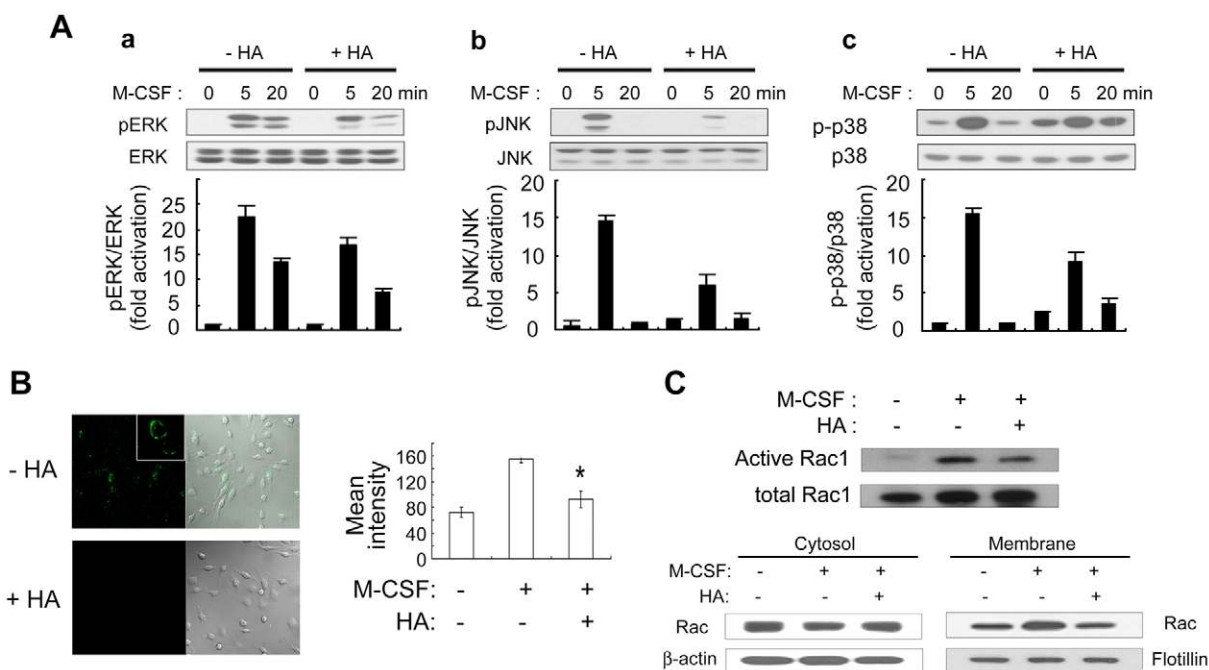 A
a
- HA + HA
M-CSF : 0 5 20 0 5 20 min
pERK
ERK
25
20
15
10
5
0
pERK/ERK
(fold activation)
b
- HA + HA
M-CSF : 0 5 20 0 5 20 min
pJNK
JNK
20
15
10
5
0
pJNK/JNK
(fold activation)
c
- HA + HA
M-CSF : 0 5 20 0 5 20 min
p-p38
p38
20
15
10
5
0
p-p38/p38
(fold activation)
B
- HA
+ HA
160
120
80
40
0
Mean
intensity
*
M-CSF: - + +
HA: - - +
C
M-CSF : - + +
HA : - - +
Active Rac1
total Rac1
Cytosol Membrane
M-CSF: - + + - + +
HA: - - + - - +
Rac Rac
β-actin Flotillin